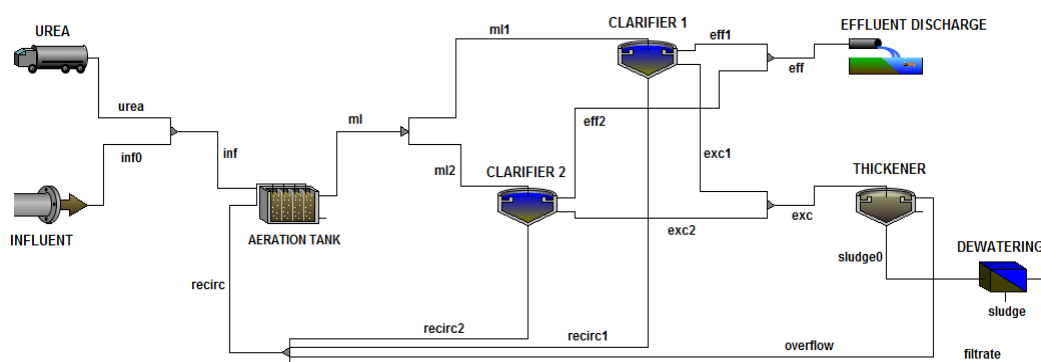 CLARIFIER 1
EFFLUENT DISCHARGE
UREA
ml1
eff1
eff
urea
ml
eff2
inf0
inf
exc1
ml2
CLARIFIER 2
THICKENER
INFLUENT
AERATION TANK
exc2
exc
sludge0
DEWATERING
recirc
sludge
recirc2
recirc1
overflow
filtrate